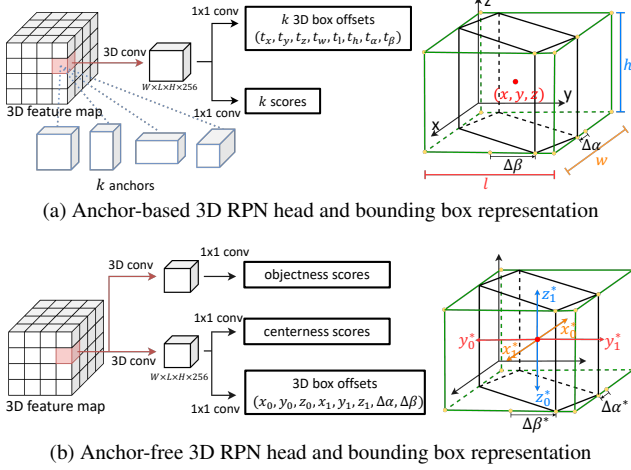 1x1 conv
k 3D box offsets
(t_x, t_y, t_z, t_w, t_l, t_h, t_α, t_β)
3D conv
W×L×H×256
1x1 conv
k scores
3D feature map
k anchors
z
y
x
(x, y, z)
h
w
l
Δα
Δβ
(a) Anchor-based 3D RPN head and bounding box representation
3D conv
1x1 conv
objectness scores
1x1 conv
centerness scores
3D conv
W×L×H×256
1x1 conv
3D box offsets
(x_0, y_0, z_0, x_1, y_1, z_1, Δα, Δβ)
3D feature map
z_1^*
x_0^*
y_0^*
y_1^*
x_1^*
z_0^*
Δα^*
Δβ^*
(b) Anchor-free 3D RPN head and bounding box representation